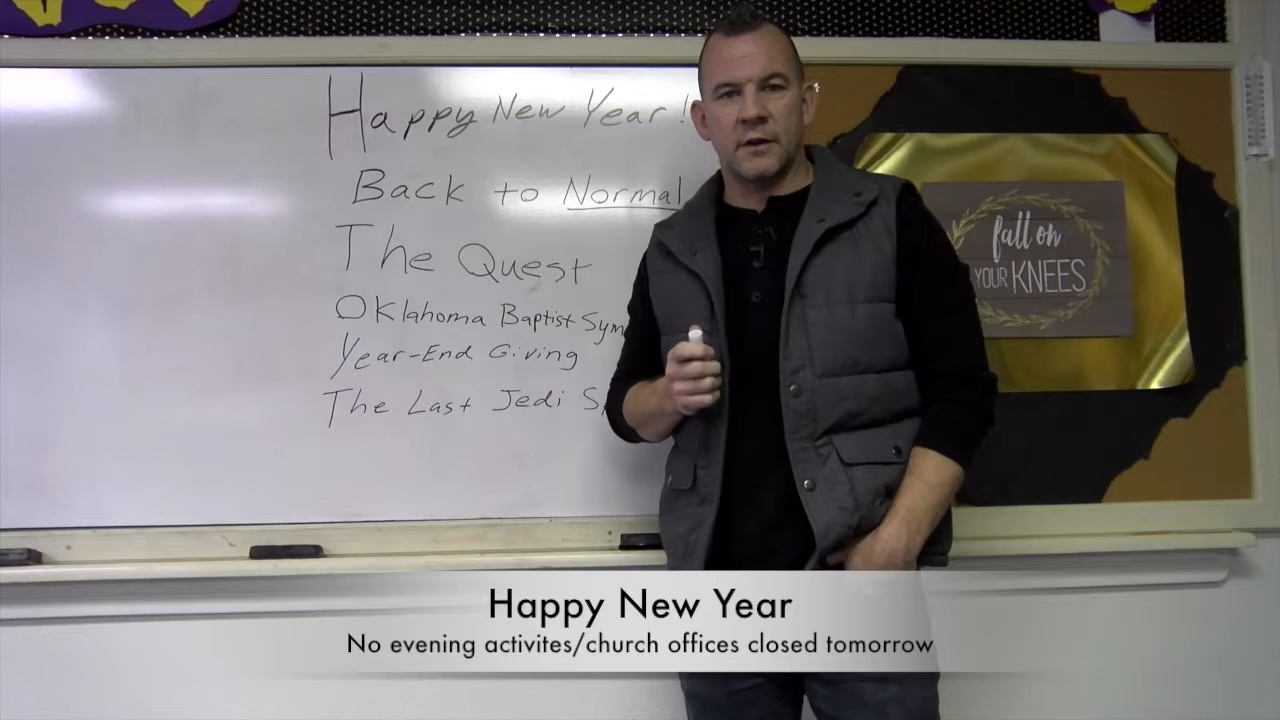 Happy New Year!
Back to Normal
The Quest
Oklahoma Baptist
Year-End Giving
The Last Jedi
fall on
YOUR KNEES
Happy New Year
No evening activites/church offices closed tomorrow